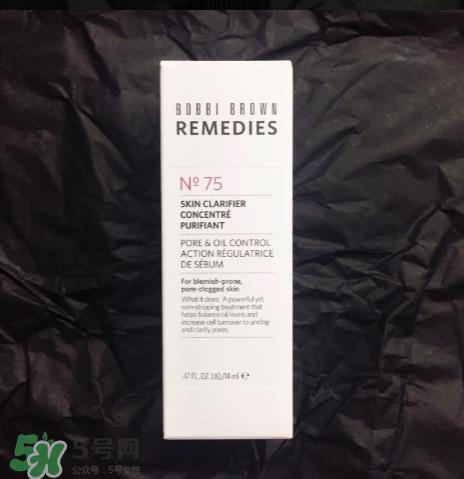 BOBBI BROWN
REMEDIES
Nº 75
SKIN CLARIFIER
CONCENTRÉ
PURIFIANT
PORE & OIL CONTROL
ACTION RÉGULATRICE
DE SÉBUM
For blemish-prone,
pore-clogged skin.
What it does: A powerful yet
non-stripping treatment that
helps balance oil levels and
increase cell turnover to unclog
and clarify pores.
.47 FL. OZ. LIQ./14 ml ℮
5号网
公众号:5号女性